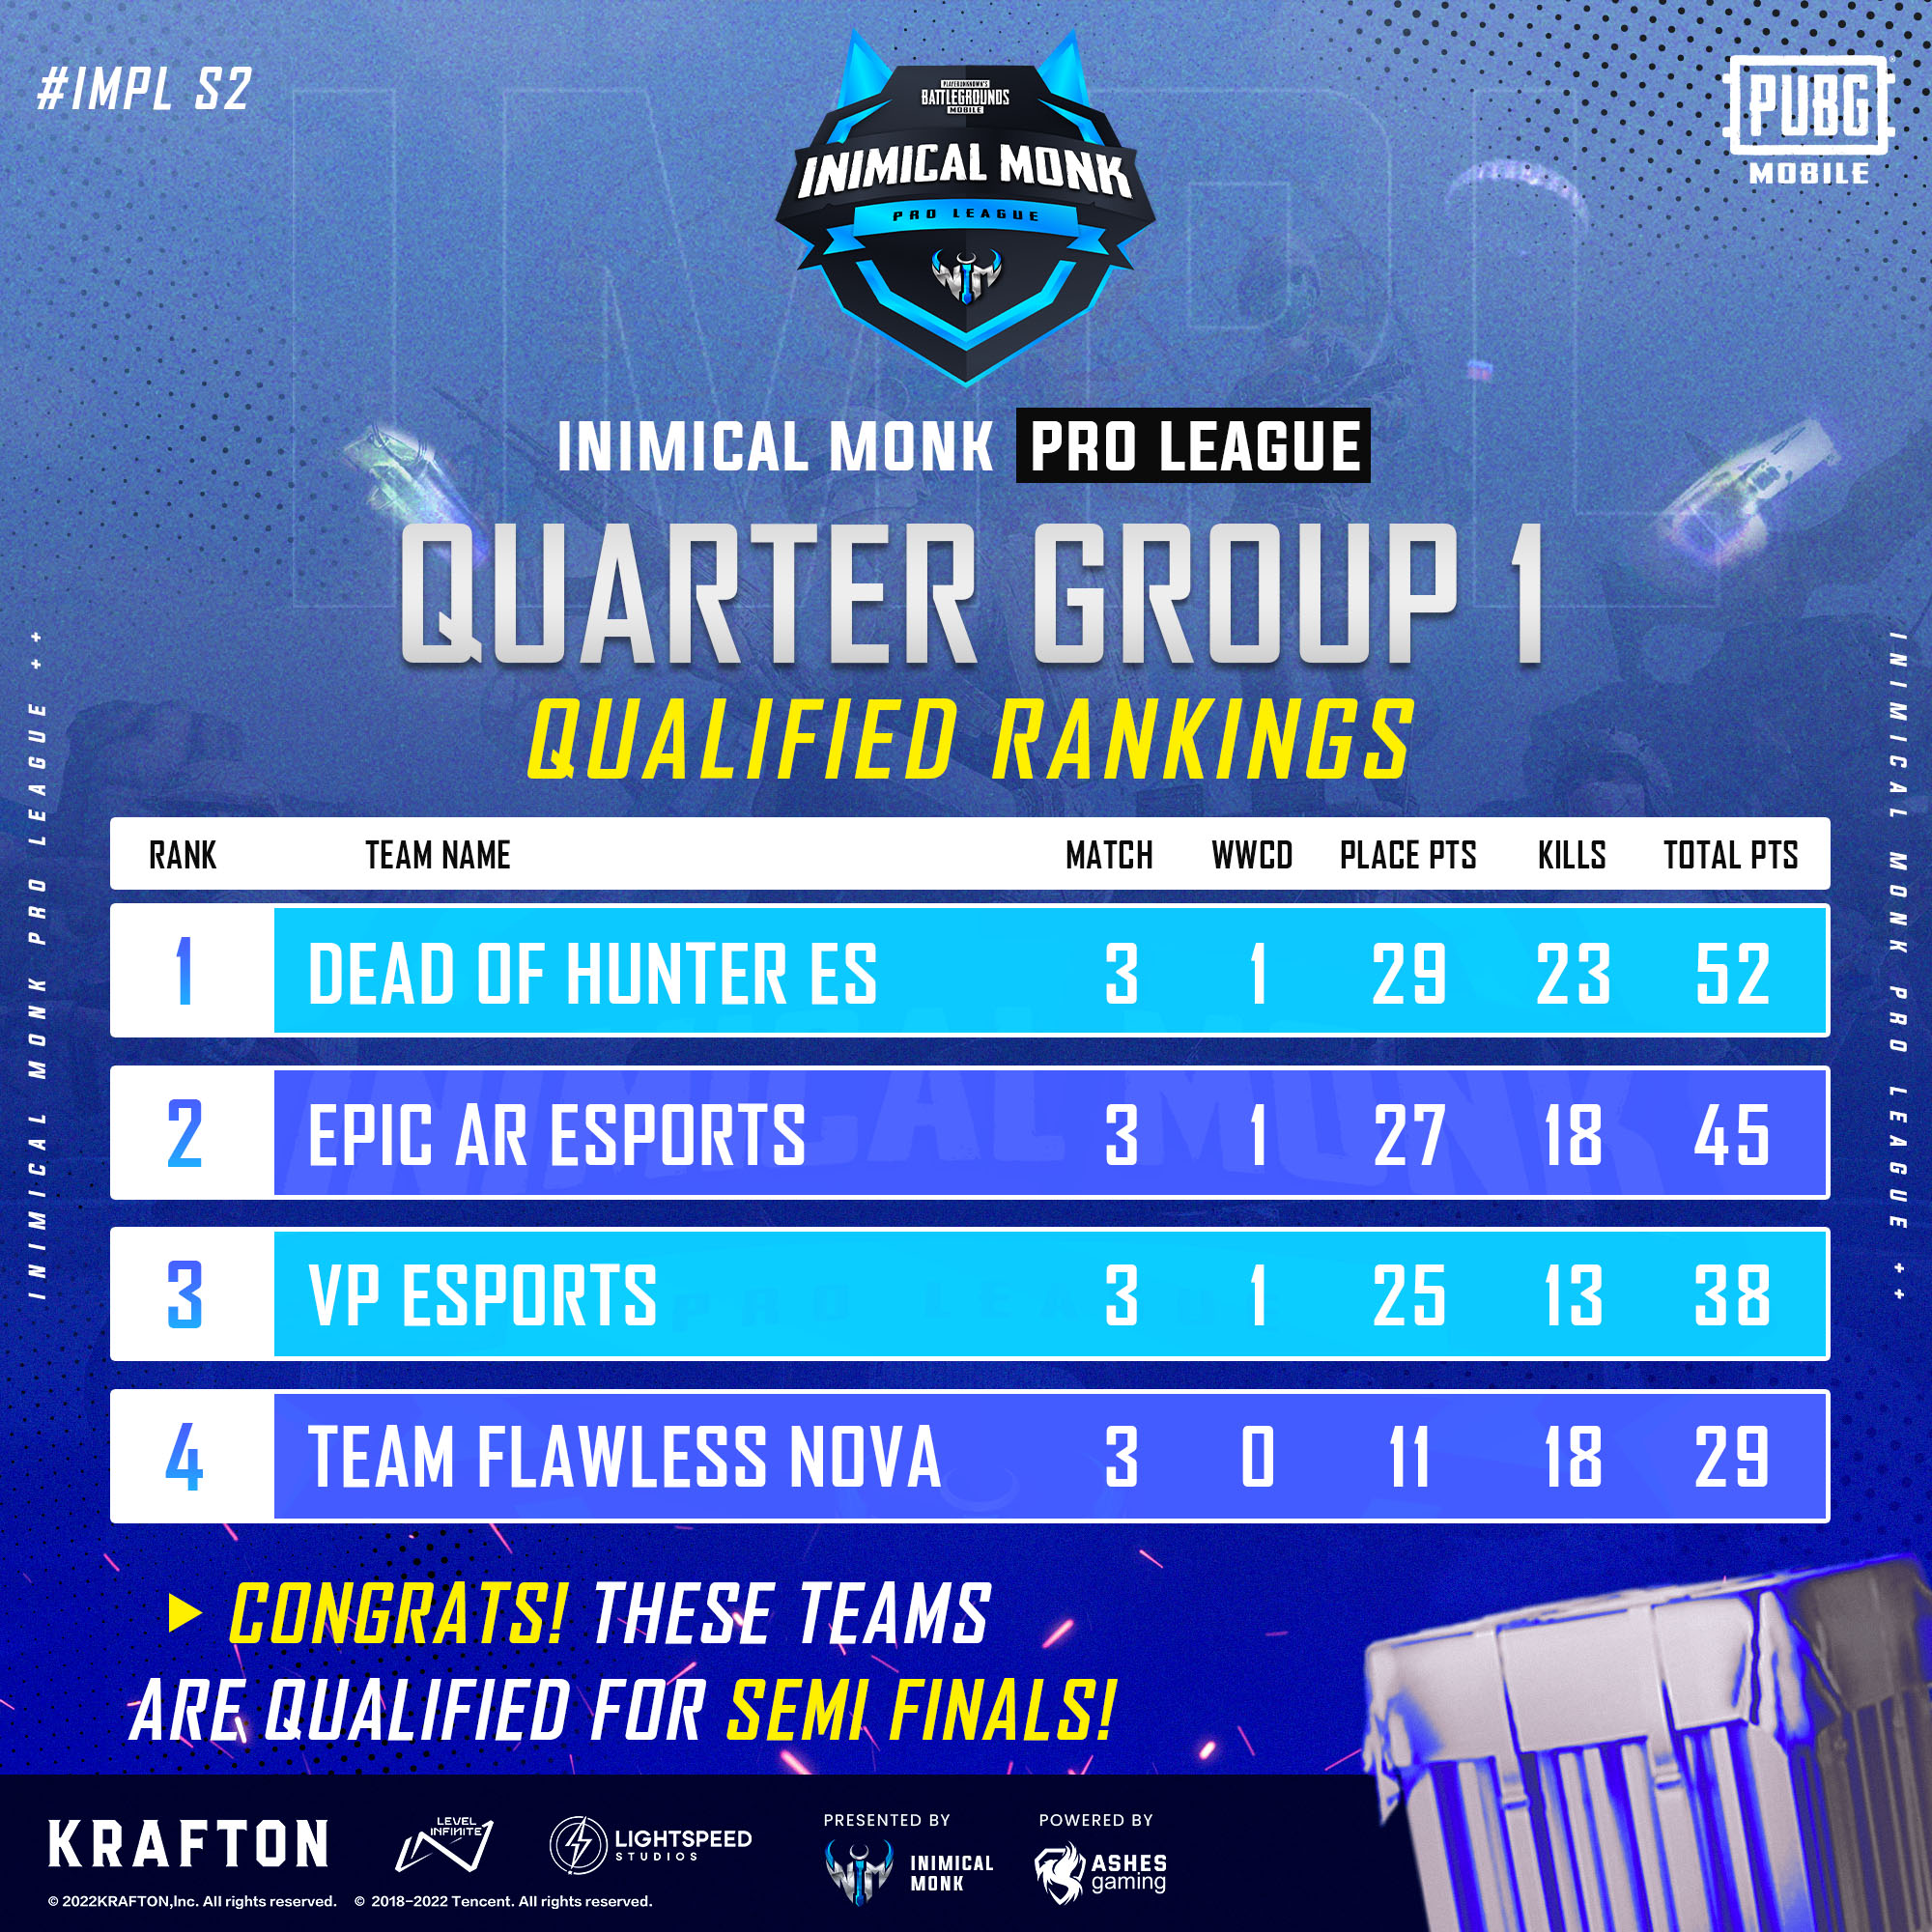 #IMPL S2
PLAYERUNKNOWN'S
BATTLEGROUNDS
MOBILE
INIMICAL MONK
PRO LEAGUE
PUBG
MOBILE
INIMICAL MONK PRO LEAGUE
QUARTER GROUP 1
QUALIFIED RANKINGS
RANK TEAM NAME MATCH WWCD PLACE PTS KILLS TOTAL PTS
1 DEAD OF HUNTER ES 3 1 29 23 52
2 EPIC AR ESPORTS 3 1 27 18 45
3 VP ESPORTS 3 1 25 13 38
4 TEAM FLAWLESS NOVA 3 0 11 18 29
INIMICAL MONK PRO LEAGUE ++
INIMICAL MONK PRO LEAGUE ++
CONGRATS! THESE TEAMS
ARE QUALIFIED FOR SEMI FINALS!
KRAFTON
LEVEL
INFINITE
LIGHTSPEED
STUDIOS
PRESENTED BY
INIMICAL
MONK
POWERED BY
ASHES
gaming
© 2022KRAFTON,Inc. All rights reserved. © 2018-2022 Tencent. All rights reserved.